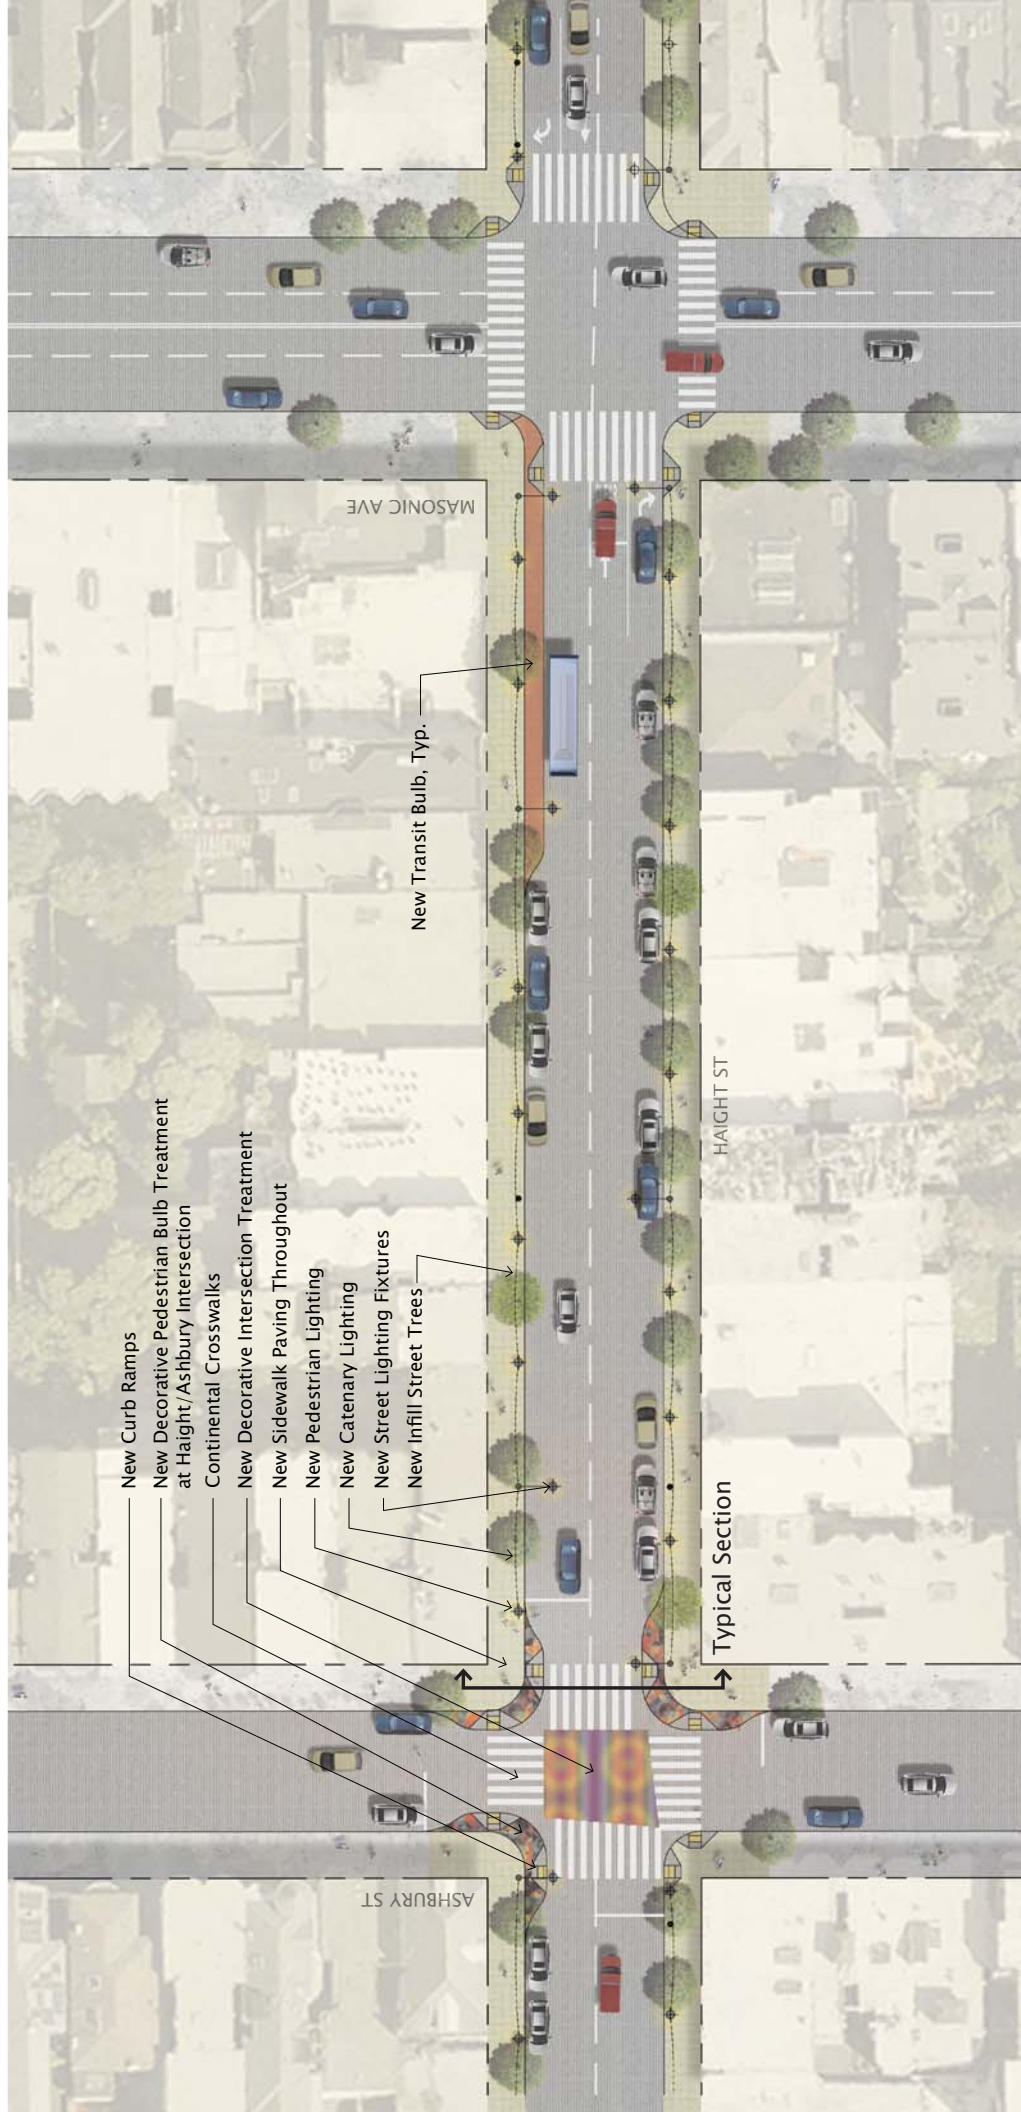 New Curb Ramps
New Decorative Pedestrian Bulb Treatment
at Haight/Ashbury Intersection
Continental Crosswalks
New Decorative Intersection Treatment
New Sidewalk Paving Throughout
New Pedestrian Lighting
New Catenary Lighting
New Street Lighting Fixtures
New Infill Street Trees
New Transit Bulb, Typ.
ASHBURY ST
MASONIC AVE
HAIGHT ST
Typical Section